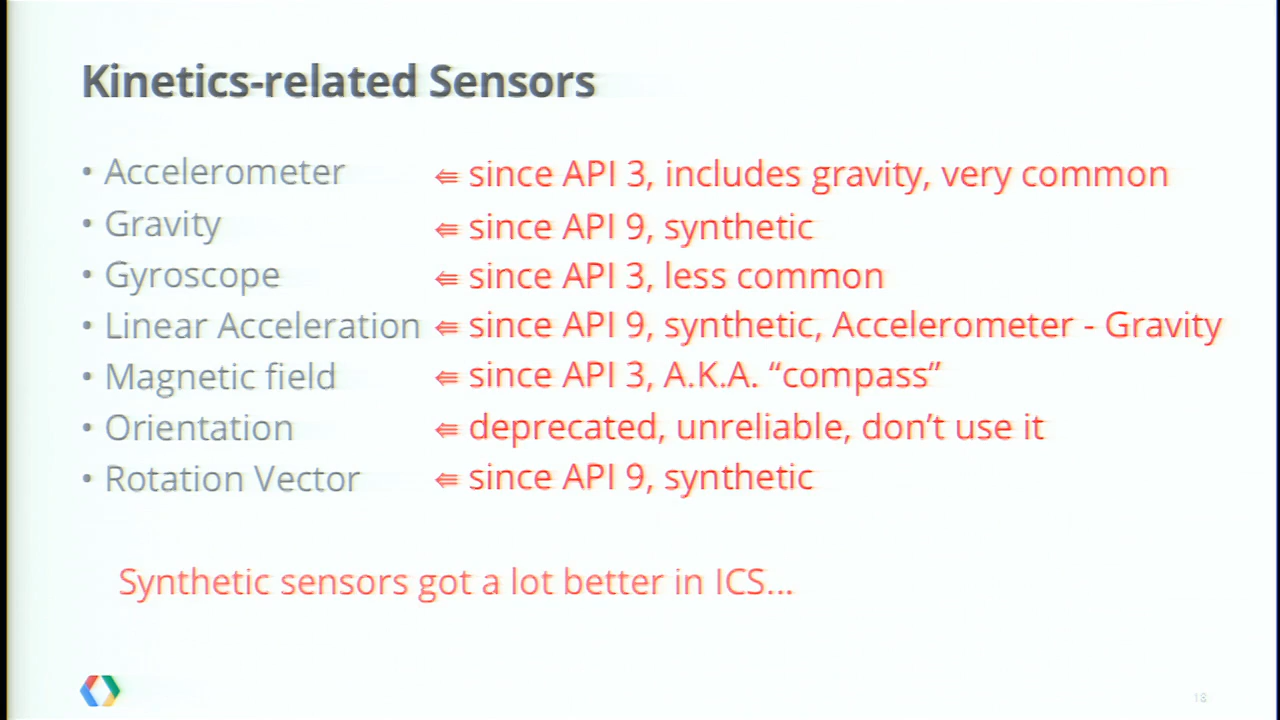 Kinetics-related Sensors
• Accelerometer ⇚ since API 3, includes gravity, very common
• Gravity ⇚ since API 9, synthetic
• Gyroscope ⇚ since API 3, less common
• Linear Acceleration ⇚ since API 9, synthetic, Accelerometer - Gravity
• Magnetic field ⇚ since API 3, A.K.A. “compass”
• Orientation ⇚ deprecated, unreliable, don’t use it
• Rotation Vector ⇚ since API 9, synthetic
Synthetic sensors got a lot better in ICS...
18